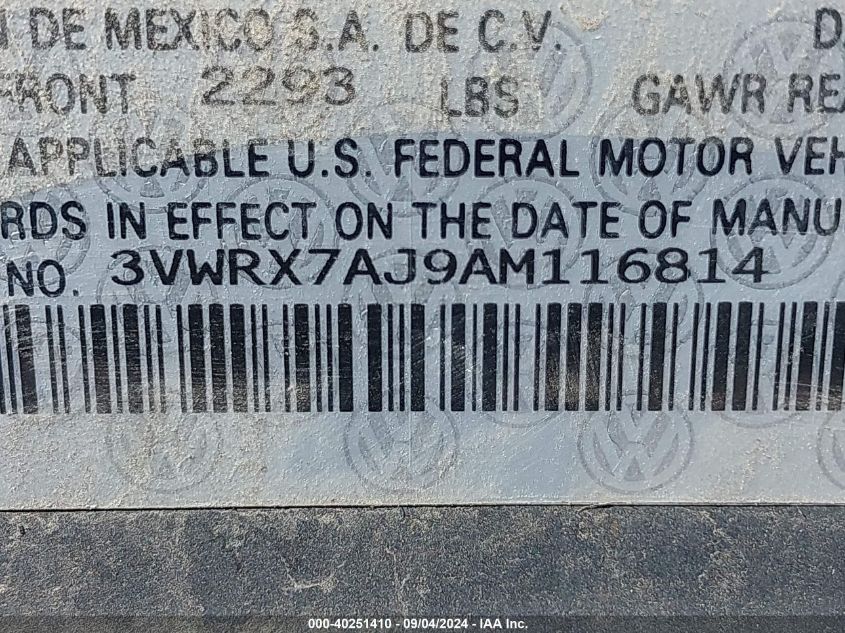 DE MEXICO S.A. DE C.V.
FRONT 2293 LBS GAWR REA
APPLICABLE U.S. FEDERAL MOTOR VEH
RDS IN EFFECT ON THE DATE OF MANU
NO. 3VWRX7AJ9AM116814
000-40251410 - 09/04/2024 - IAA Inc.